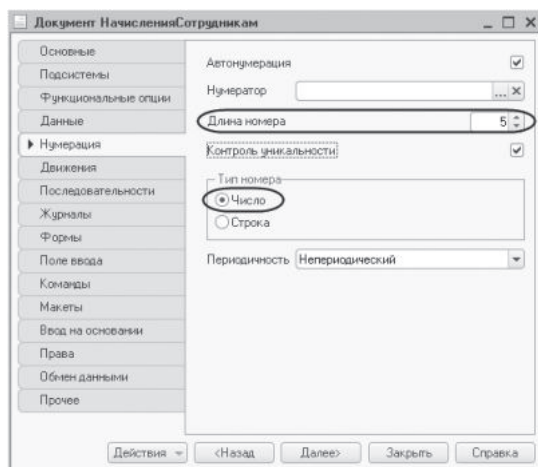 Документ НачисленияСотрудникам
Основные
Подсистемы
Функциональные опции
Данные
Нумерация
Движения
Последовательности
Журналы
Формы
Поле ввода
Команды
Макеты
Ввод на основании
Права
Обмен данными
Прочее
Автонумерация
Нумератор ...
Длина номера 5
Контроль уникальности
Тип номера
Число
Строка
Периодичность Непериодический
Действия <Назад Далее> Закрыть Справка